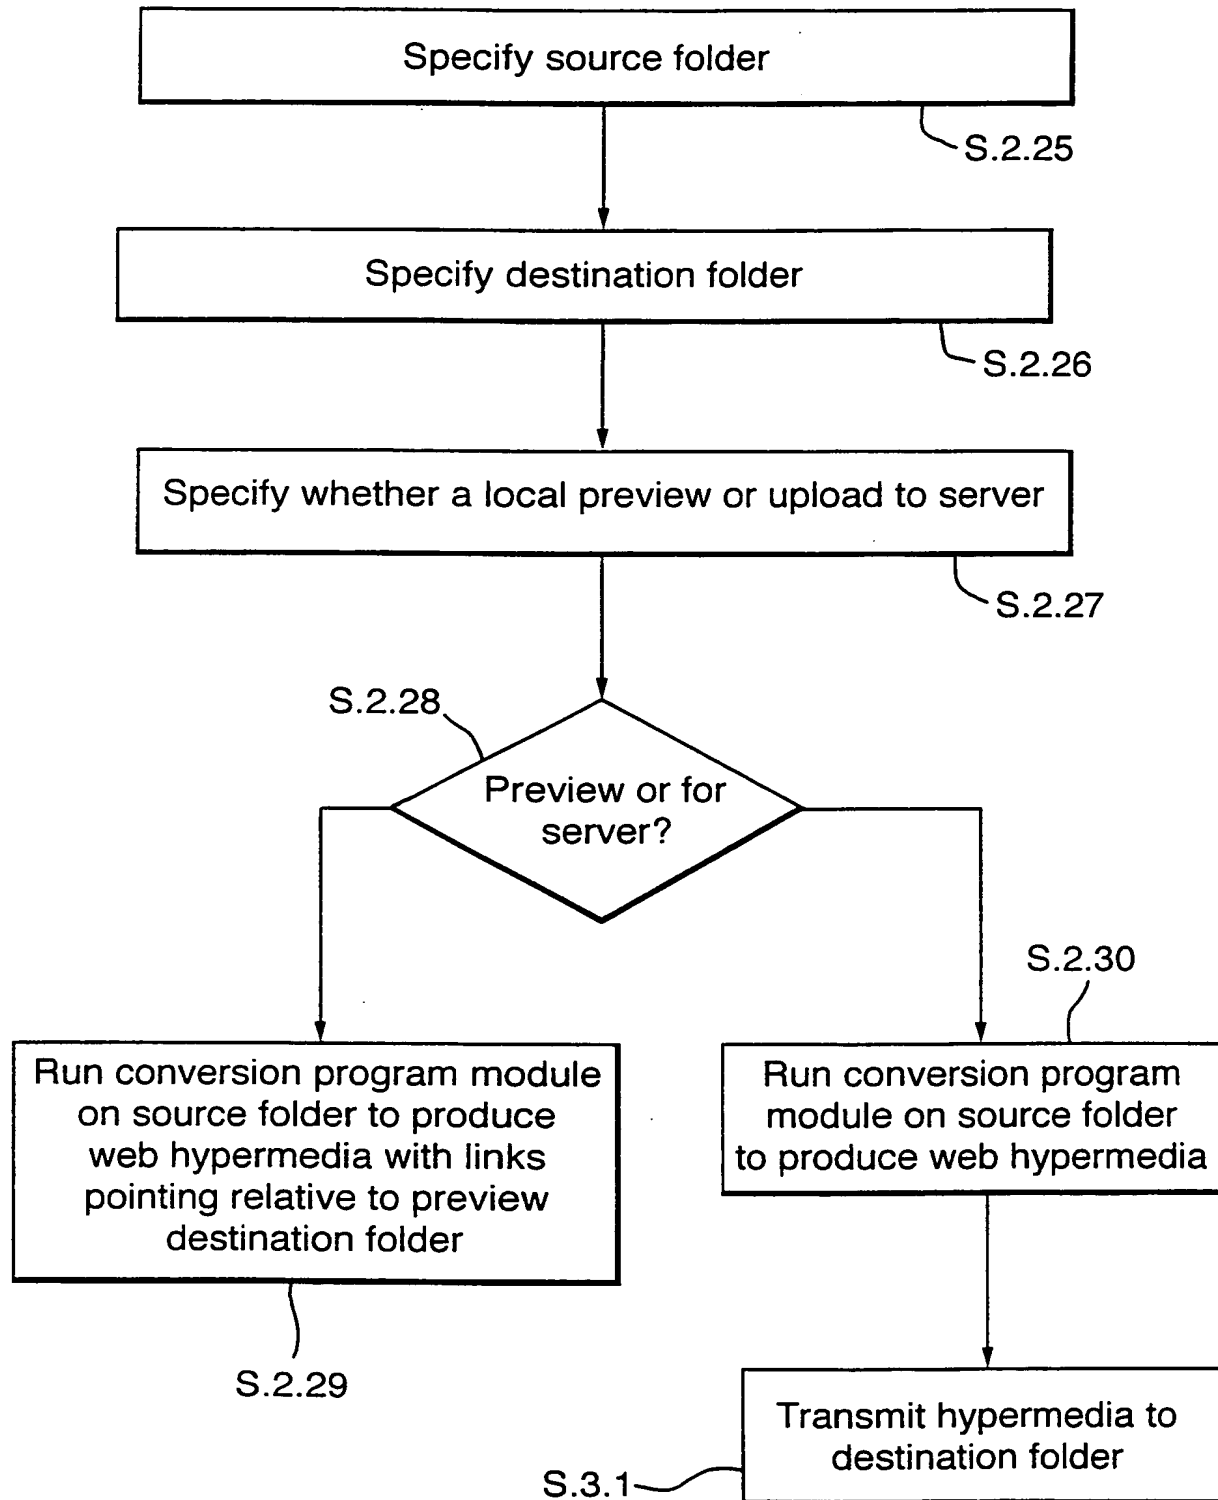 Specify source folder
S.2.25
Specify destination folder
S.2.26
Specify whether a local preview or upload to server
S.2.27
S.2.28
Preview or for
server?
S.2.30
Run conversion program module
on source folder to produce
web hypermedia with links
pointing relative to preview
destination folder
Run conversion program
module on source folder
to produce web hypermedia
S.2.29
Transmit hypermedia to
destination folder
S.3.1